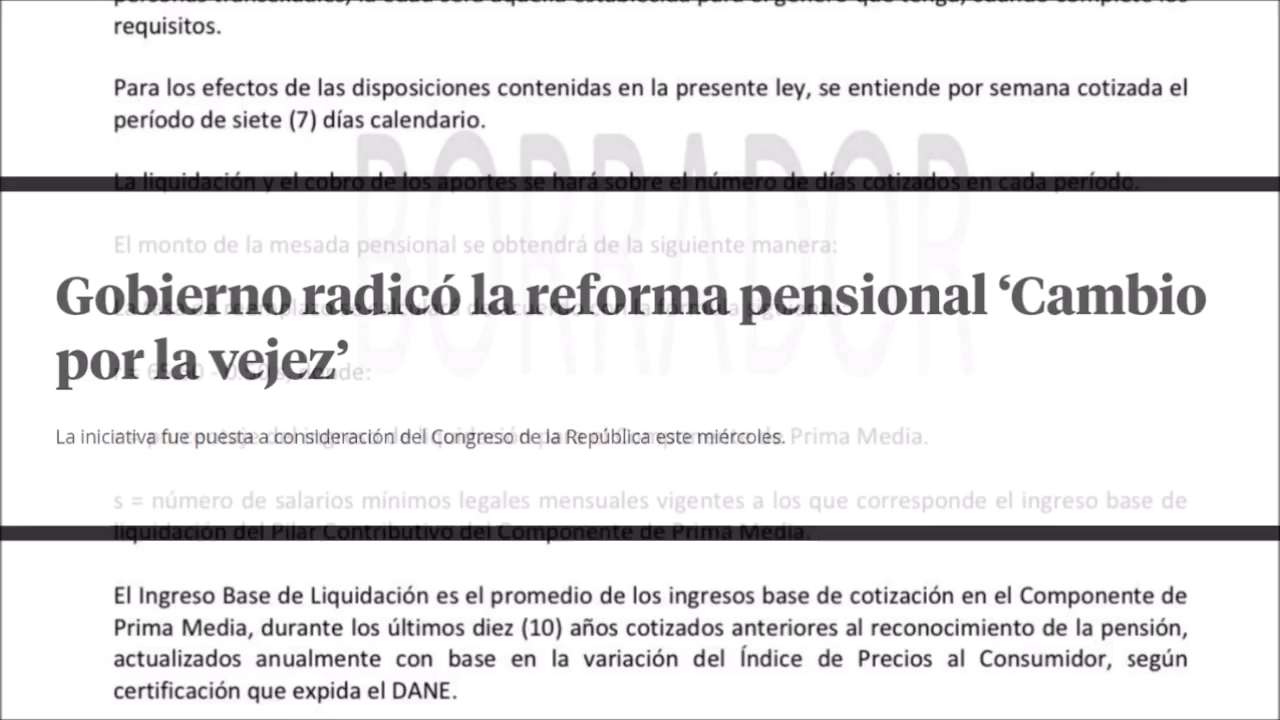 requisitos.
Para los efectos de las disposiciones contenidas en la presente ley, se entiende por semana cotizada el
período de siete (7) días calendario.
BORRADOR
La liquidación y el cobro de los aportes se hará sobre el número de días cotizados en cada período.
El monto de la mesada pensional se obtendrá de la siguiente manera:
Gobierno radicó la reforma pensional ‘Cambio
por la vejez’
La iniciativa fue puesta a consideración del Congreso de la República este miércoles.
Prima Media.
s = número de salarios mínimos legales mensuales vigentes a los que corresponde el ingreso base de
liquidación del Pilar Contributivo del Componente de Prima Media.
El Ingreso Base de Liquidación es el promedio de los ingresos base de cotización en el Componente de
Prima Media, durante los últimos diez (10) años cotizados anteriores al reconocimiento de la pensión,
actualizados anualmente con base en la variación del Índice de Precios al Consumidor, según
certificación que expida el DANE.